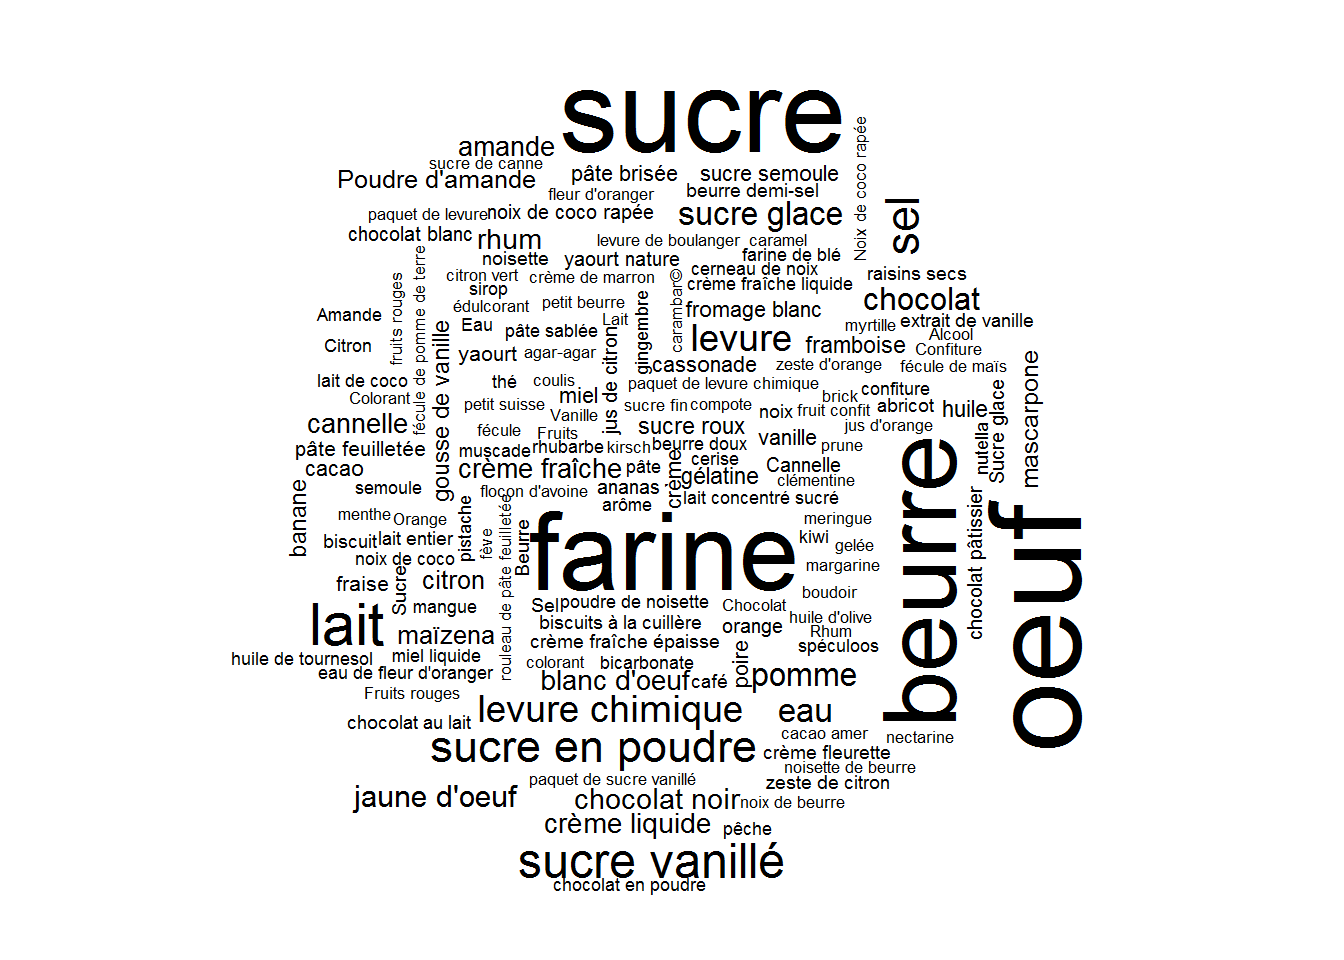 sucre
amande
sucre de canne
Poudre d'amande
pâte brisée
sucre semoule
fleur d'oranger
beurre demi-sel
Noix de coco rapée
paquet de levure
noix de coco rapée
sucre glace
sel
chocolat blanc
rhum
levure de boulanger
caramel
noisette
yaourt nature
farine de blé
citron vert
crème de marron
cerneau de noix
raisins secs
sirop
crème fraîche liquide
fruits rouges
fécule de pomme de terre
édulcorant
petit beurre
gingembre
carambar©
fromage blanc
chocolat
Amande
Eau
pâte sablée
Lait
levure
myrtille
extrait de vanille
Alcool
Citron
gousse de vanille
yaourt
agar-agar
jus de citron
framboise
Confiture
cassonade
zeste d'orange
fécule de maïs
mascarpone
lait de coco
thé
coulis
paquet de levure chimique
confiture
Colorant
petit suisse
miel
sucre fin
compote
brick
Vanille
noix
fruit confit
abricot
huile
Sucre glace
cannelle
fécule
Fruits
sucre roux
vanille
jus d'orange
pâte feuilletée
muscade
rhubarbe
kirsch
beurre doux
prune
nutella
cacao
crème fraîche
pâte
crème
cerise
gélatine
Cannelle
clémentine
beurre
oeuf
semoule
flocon d'avoine
ananas
lait concentré sucré
banane
arôme
menthe
Orange
pistache
fève
rouleau de pâte feuilletée
Beurre
farine
meringue
chocolat pâtissier
biscuit
lait entier
kiwi
gelée
noix de coco
margarine
fraise
Sucre
citron
boudoir
lait
mangue
Sel
poudre de noisette
Chocolat
huile d'olive
maïzena
biscuits à la cuillère
orange
Rhum
crème fraîche épaisse
spéculoos
huile de tournesol
miel liquide
colorant
bicarbonate
poire
eau de fleur d'oranger
blanc d'oeuf
café
pomme
Fruits rouges
levure chimique
eau
chocolat au lait
cacao amer
nectarine
sucre en poudre
crème fleurette
noisette de beurre
paquet de sucre vanillé
zeste de citron
jaune d'oeuf
chocolat noir
noix de beurre
crème liquide
pêche
sucre vanillé
chocolat en poudre